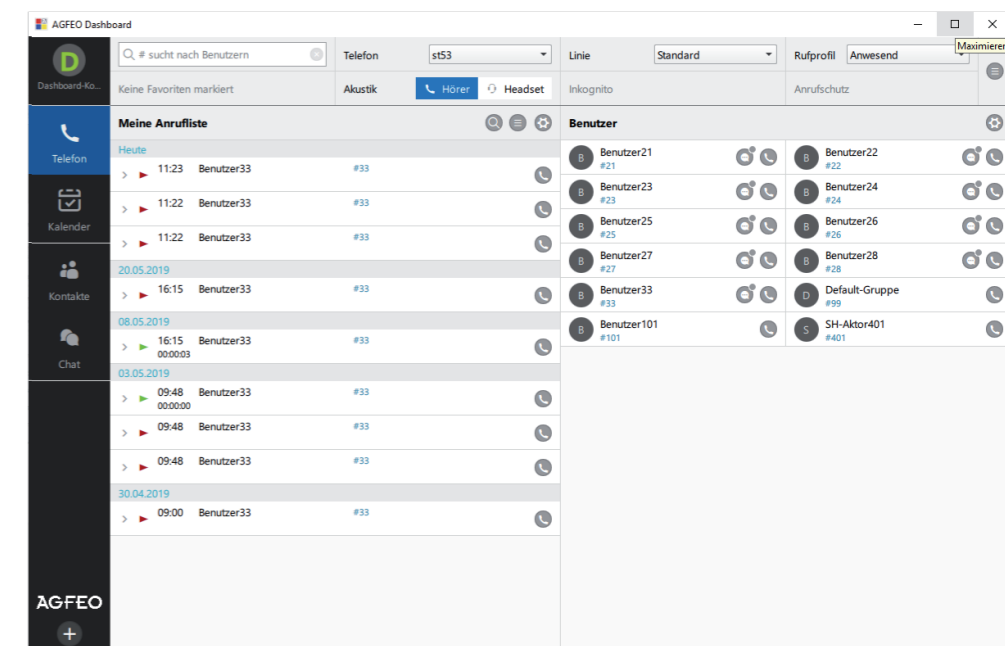 AGFEO Dashboard
Maximieren
D
Dashboard-Ko...
# sucht nach Benutzern
Telefon
st53
Linie
Standard
Rufprofil
Anwesend
Keine Favoriten markiert
Akustik
Hörer
Headset
Inkognito
Anrufschutz
Telefon
Kalender
Kontakte
Chat
AGFEO
Meine Anrufliste
Heute
11:23 Benutzer33 #33
11:22 Benutzer33 #33
11:22 Benutzer33 #33
20.05.2019
16:15 Benutzer33 #33
08.05.2019
16:15 Benutzer33 #33
00:00:03
03.05.2019
09:48 Benutzer33 #33
00:00:00
09:48 Benutzer33 #33
09:48 Benutzer33 #33
30.04.2019
09:00 Benutzer33 #33
Benutzer
B Benutzer21
#21
B Benutzer22
#22
B Benutzer23
#23
B Benutzer24
#24
B Benutzer25
#25
B Benutzer26
#26
B Benutzer27
#27
B Benutzer28
#28
B Benutzer33
#33
D Default-Gruppe
#99
B Benutzer101
#101
S SH-Aktor401
#401